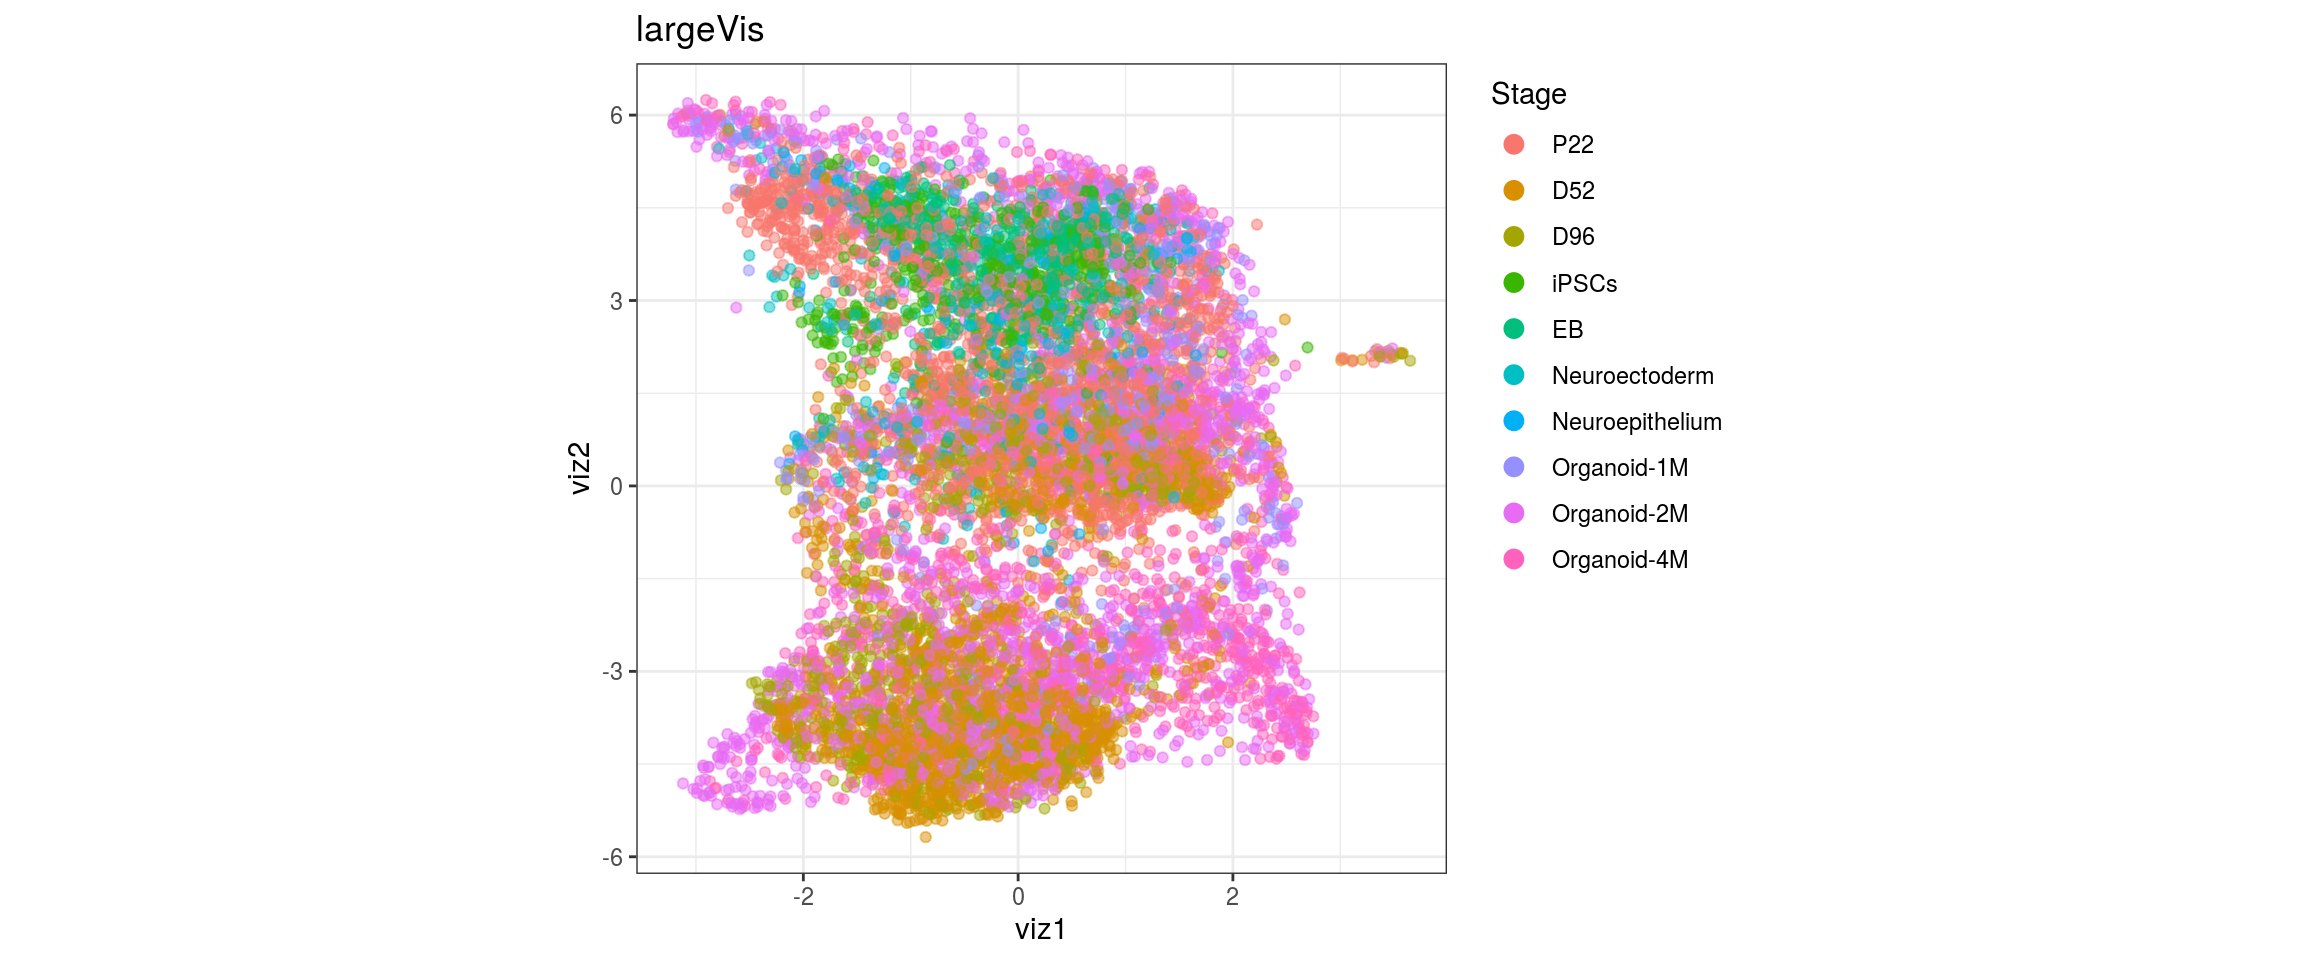 largeVis
6
3
0
-3
-6
viz2
-2 0 2
viz1
Stage
P22
D52
D96
iPSCs
EB
Neuroectoderm
Neuroepithelium
Organoid-1M
Organoid-2M
Organoid-4M